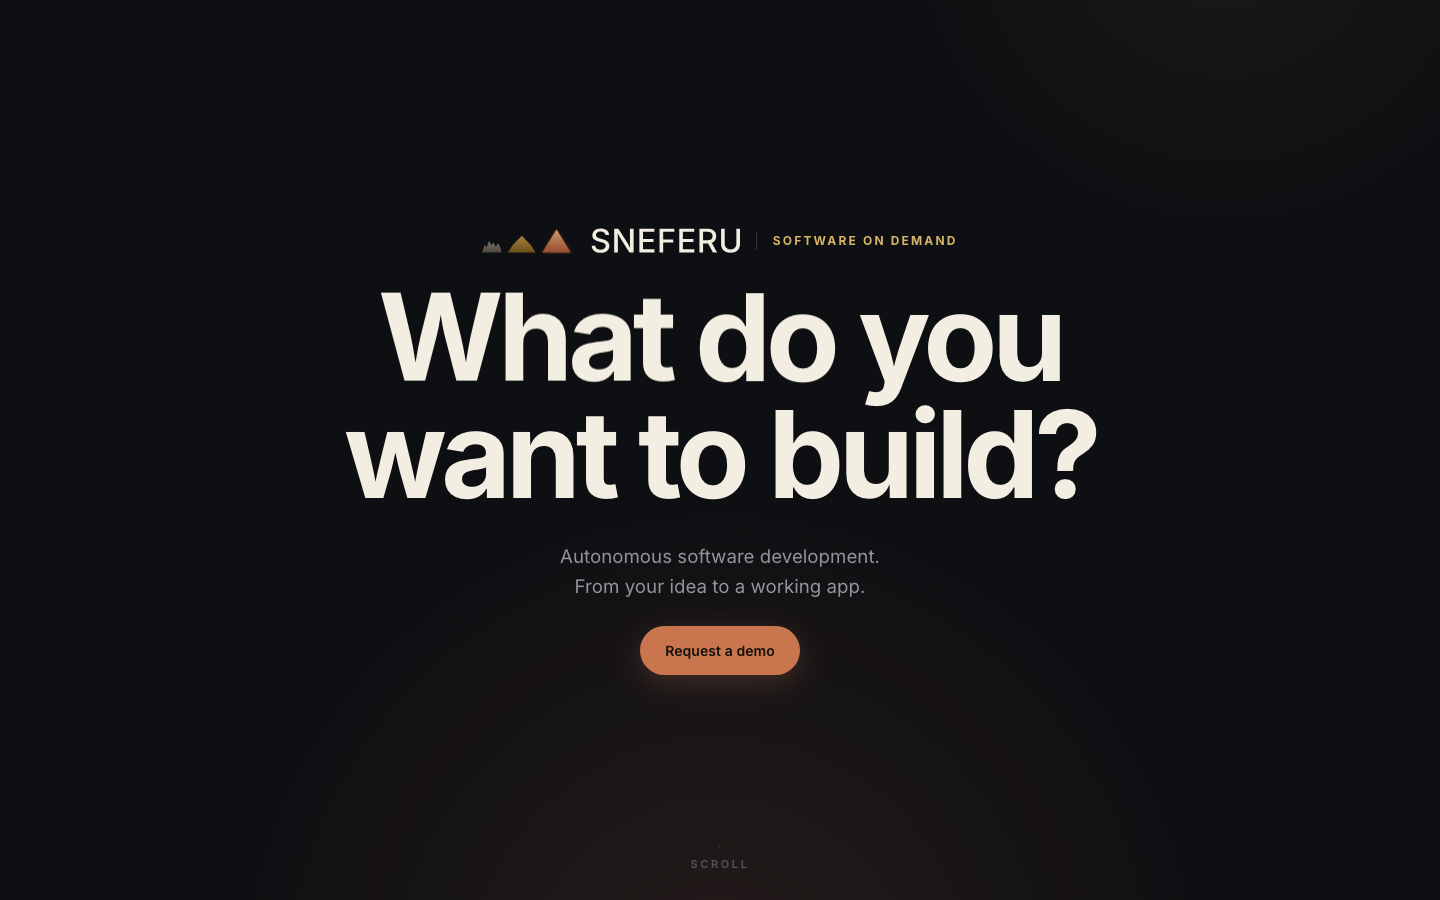 SNEFERU
SOFTWARE ON DEMAND
What do you
want to build?
Autonomous software development.
From your idea to a working app.
Request a demo
SCROLL